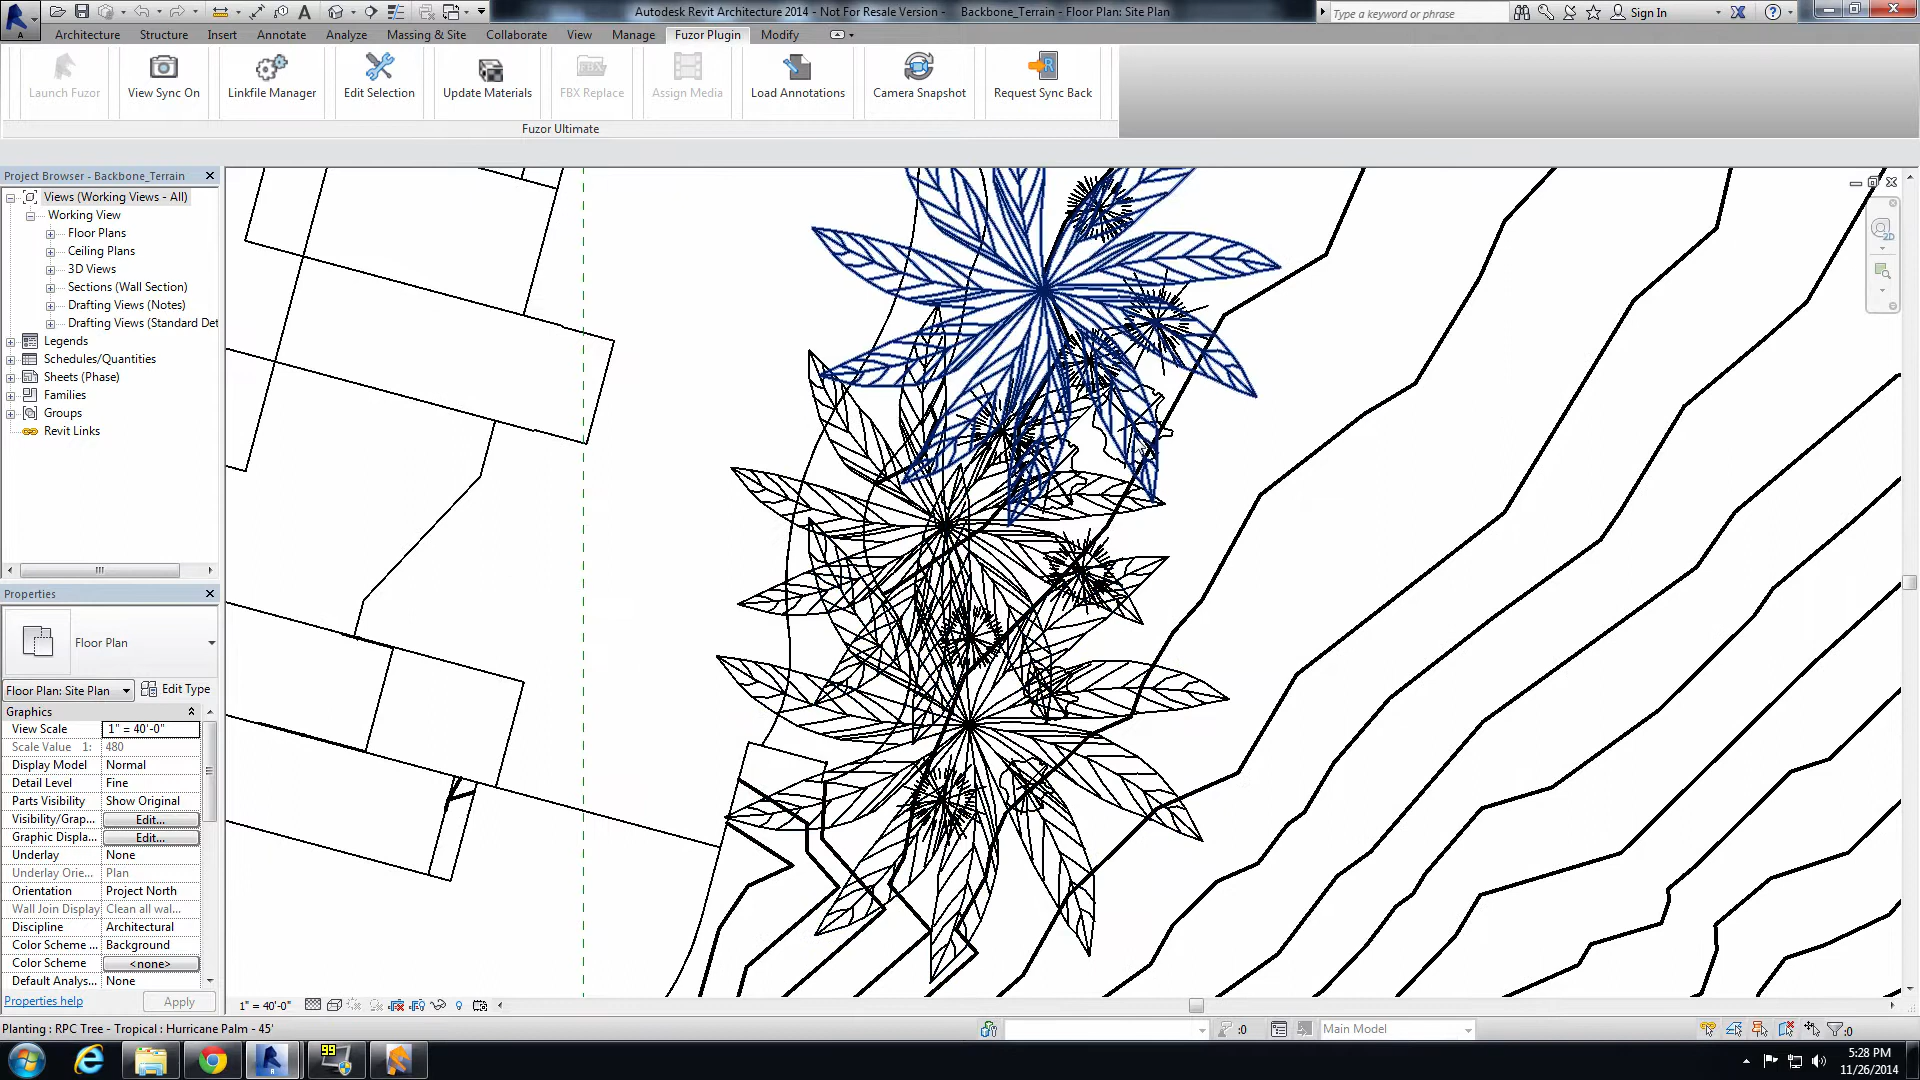 Autodesk Revit Architecture 2014 - Not For Resale Version - Backbone_Terrain - Floor Plan: Site Plan
Type a keyword or phrase
Sign In
Architecture Structure Insert Annotate Analyze Massing & Site Collaborate View Manage Fuzor Plugin Modify
Launch Fuzor View Sync On Linkfile Manager Edit Selection Update Materials FBX Replace Assign Media Load Annotations Camera Snapshot Request Sync Back
Fuzor Ultimate
Project Browser - Backbone_Terrain
Views (Working Views - All)
Working View
Floor Plans
Ceiling Plans
3D Views
Sections (Wall Section)
Drafting Views (Notes)
Drafting Views (Standard Det
Legends
Schedules/Quantities
Sheets (Phase)
Families
Groups
Revit Links
Properties
Floor Plan
Floor Plan: Site Plan Edit Type
Graphics
View Scale 1" = 40'-0"
Scale Value 1: 480
Display Model Normal
Detail Level Fine
Parts Visibility Show Original
Visibility/Grap... Edit...
Graphic Displa... Edit...
Underlay None
Underlay Orie... Plan
Orientation Project North
Wall Join Display Clean all wal...
Discipline Architectural
Color Scheme ... Background
Color Scheme <none>
Default Analys... None
Properties help Apply
1" = 40'-0"
Planting : RPC Tree - Tropical : Hurricane Palm - 45'
:0
Main Model
:0
99
5:28 PM
11/26/2014